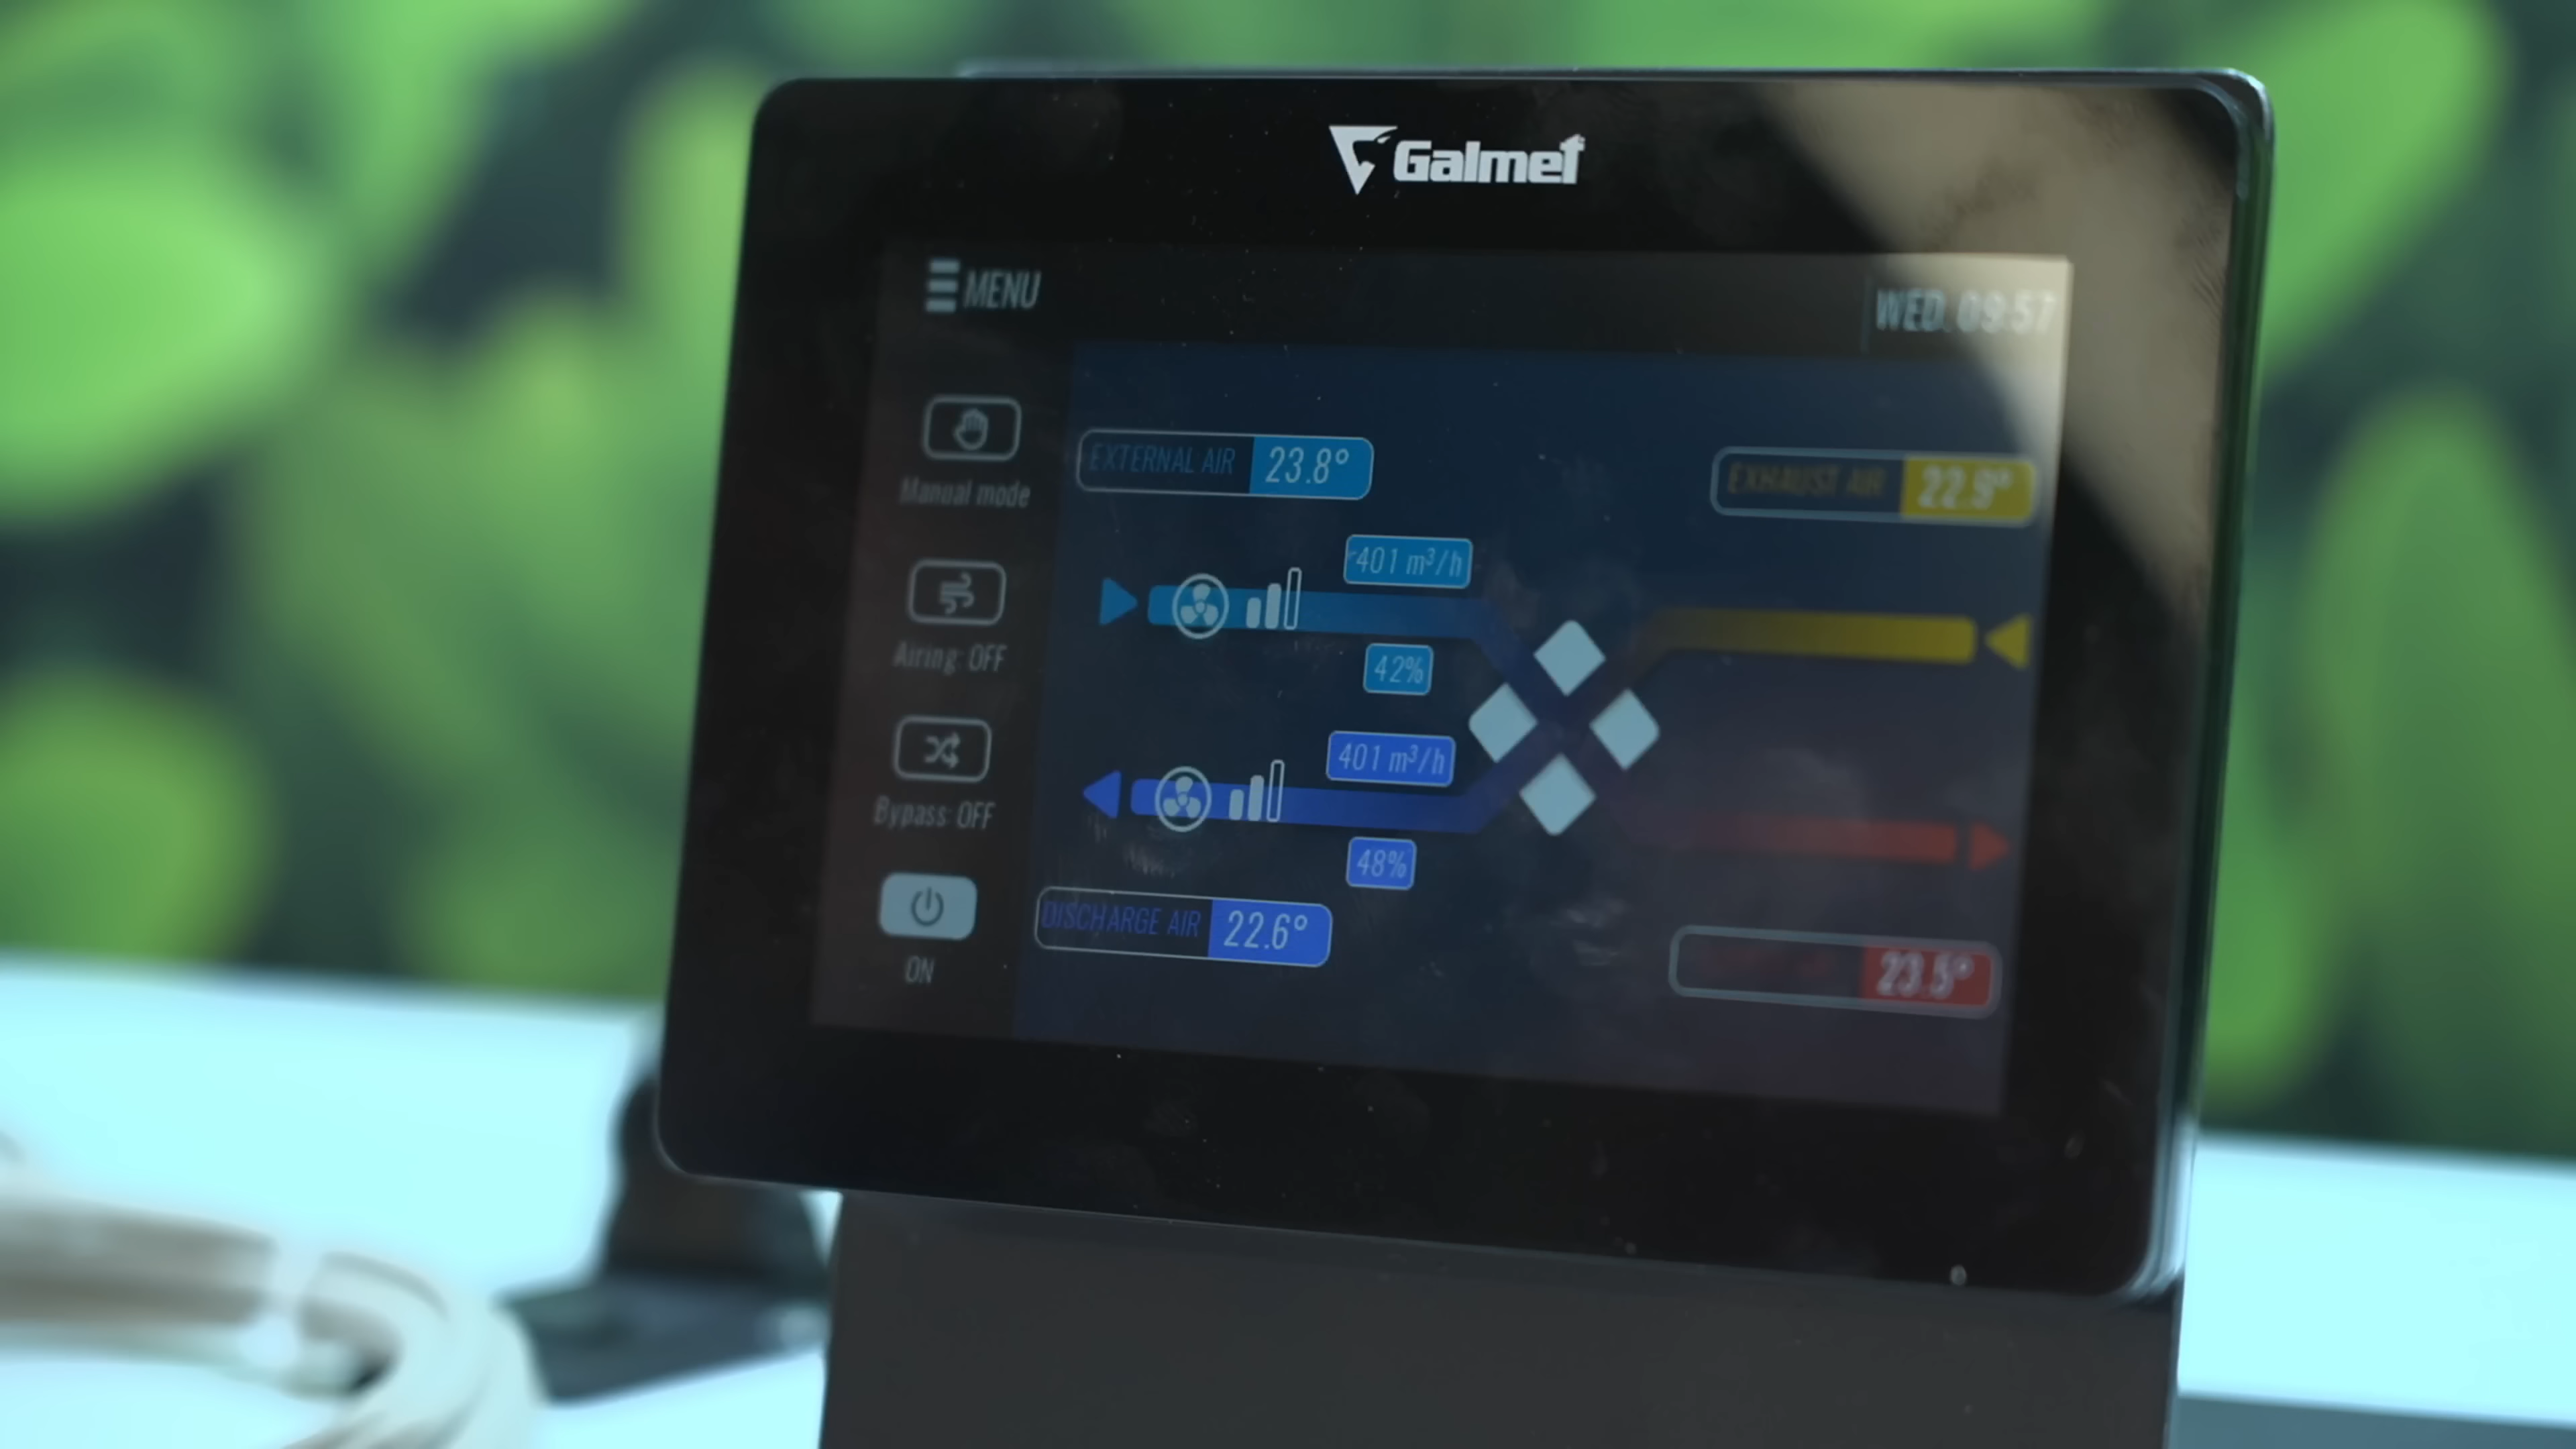 Galmet
MENU
WED, 09:57
Manual mode
Airing: OFF
Bypass: OFF
ON
EXTERNAL AIR 23.8°
EXHAUST AIR 22.9°
401 m³/h
42%
401 m³/h
48%
DISCHARGE AIR 22.6°
23.5°